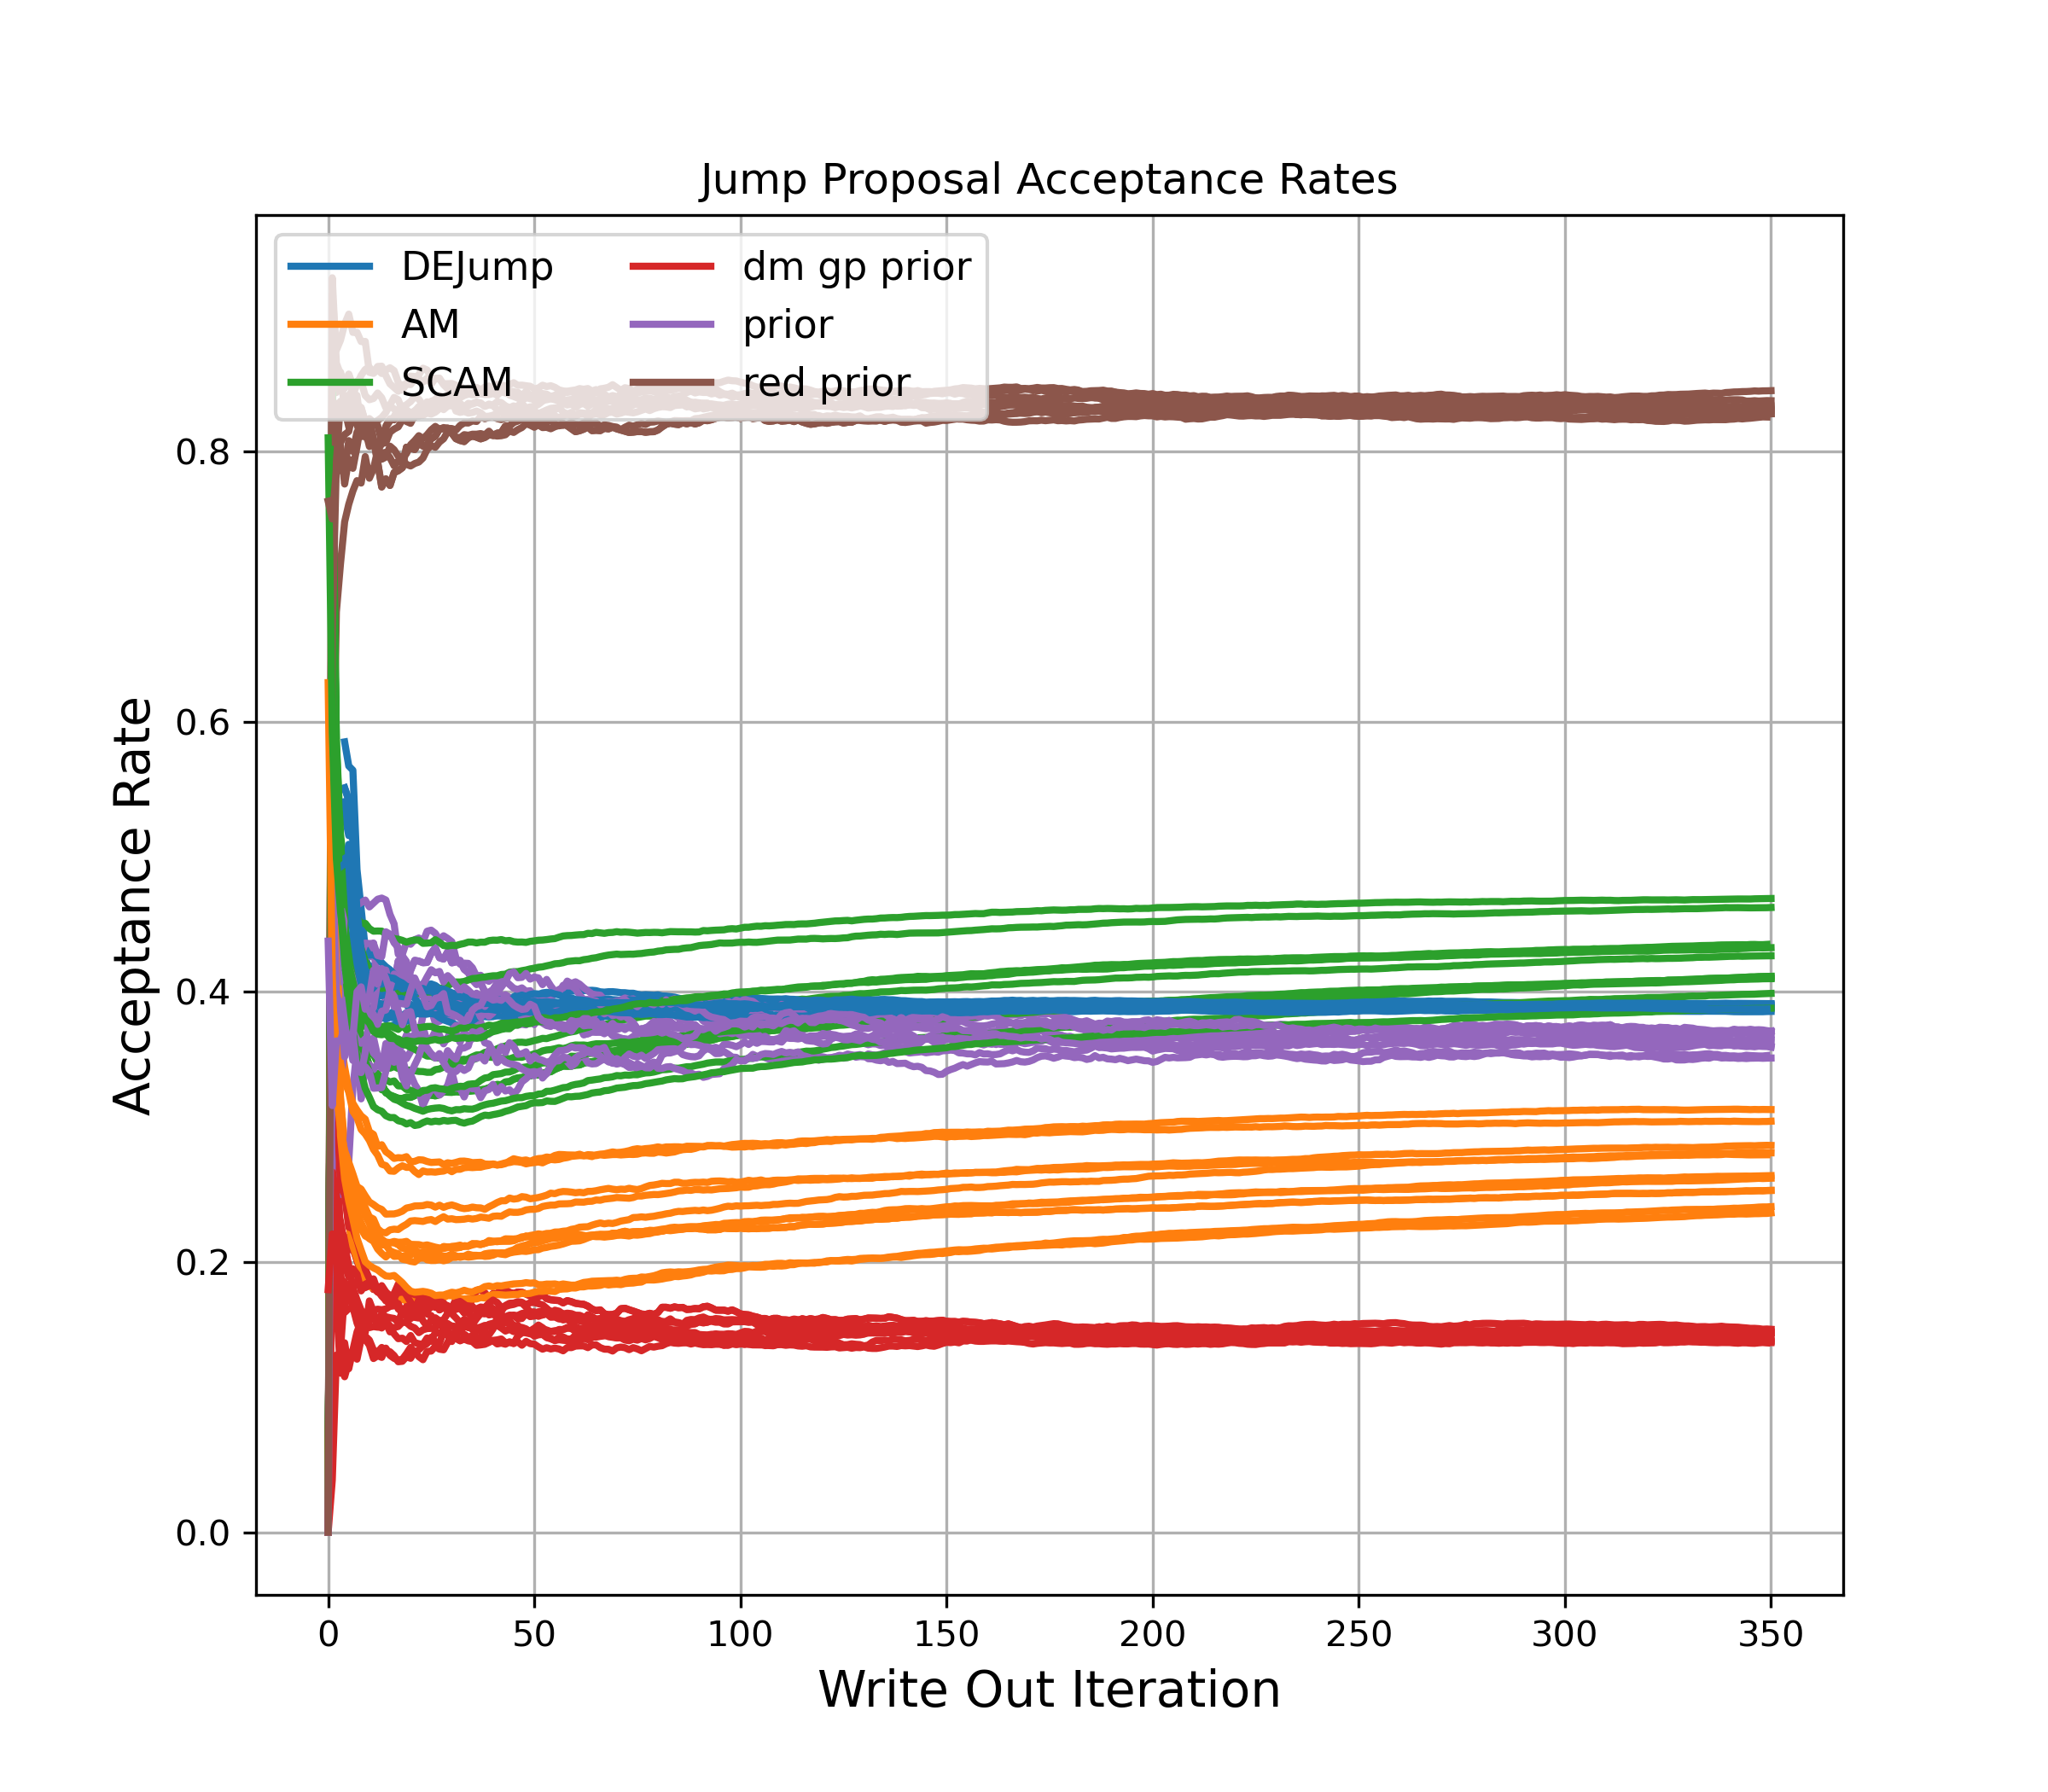 Jump Proposal Acceptance Rates
DEJump
AM
SCAM
dm gp prior
prior
red prior
Acceptance Rate
0.8
0.6
0.4
0.2
0.0
0 50 100 150 200 250 300 350
Write Out Iteration